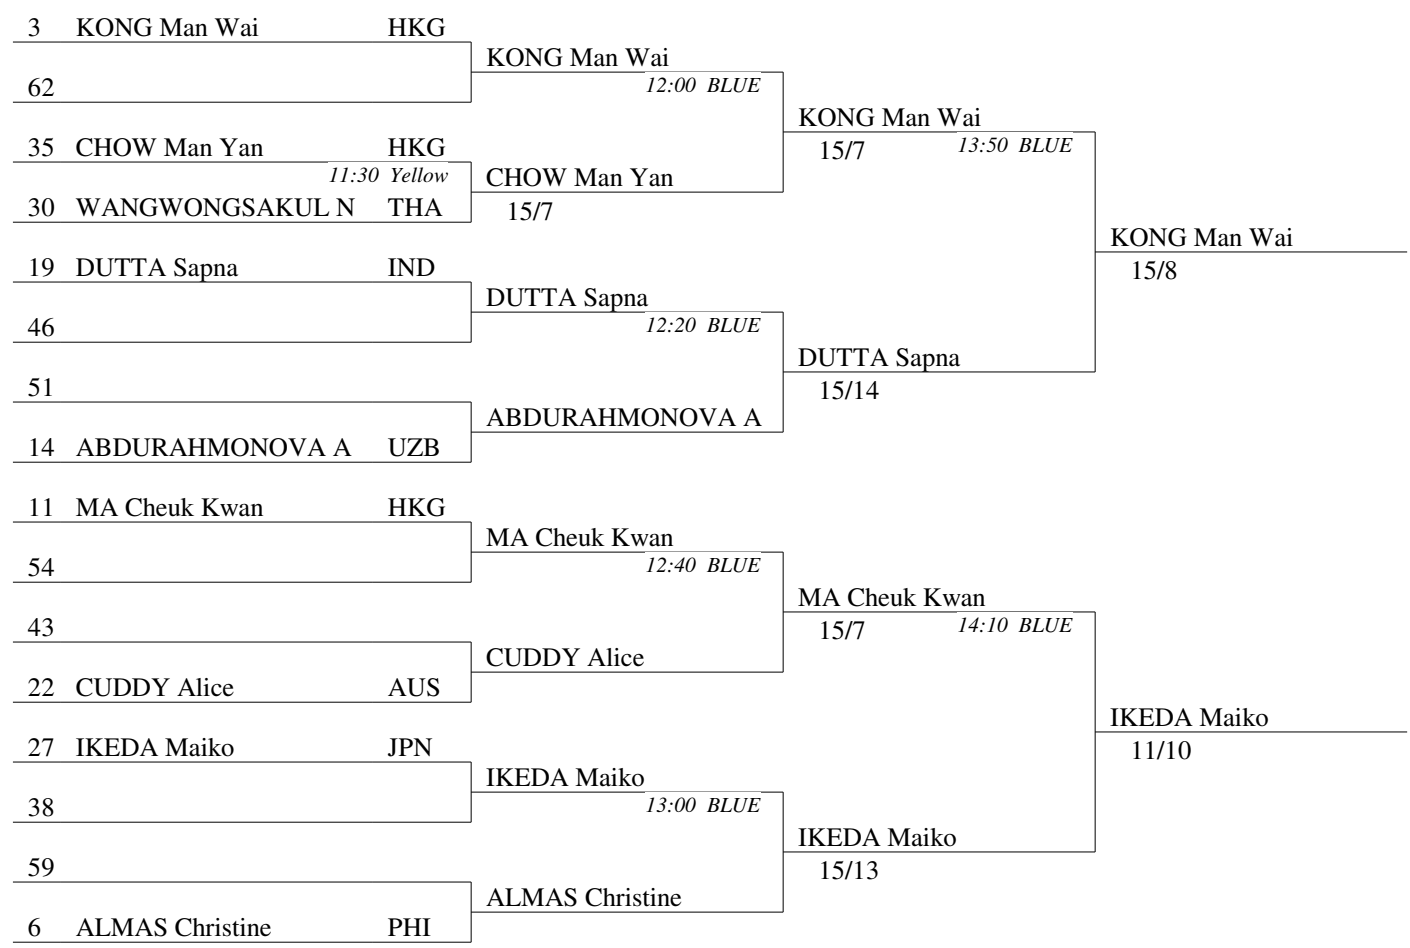 3 KONG Man Wai HKG
KONG Man Wai
62
12:00 BLUE
KONG Man Wai
35 CHOW Man Yan HKG
15/7 13:50 BLUE
11:30 Yellow
CHOW Man Yan
30 WANGWONGSAKUL N THA
15/7
KONG Man Wai
19 DUTTA Sapna IND
15/8
DUTTA Sapna
46
12:20 BLUE
DUTTA Sapna
51
15/14
ABDURAHMONOVA A
14 ABDURAHMONOVA A UZB
11 MA Cheuk Kwan HKG
MA Cheuk Kwan
54
12:40 BLUE
MA Cheuk Kwan
43
15/7 14:10 BLUE
CUDDY Alice
22 CUDDY Alice AUS
IKEDA Maiko
27 IKEDA Maiko JPN
11/10
IKEDA Maiko
38
13:00 BLUE
IKEDA Maiko
59
15/13
ALMAS Christine
6 ALMAS Christine PHI